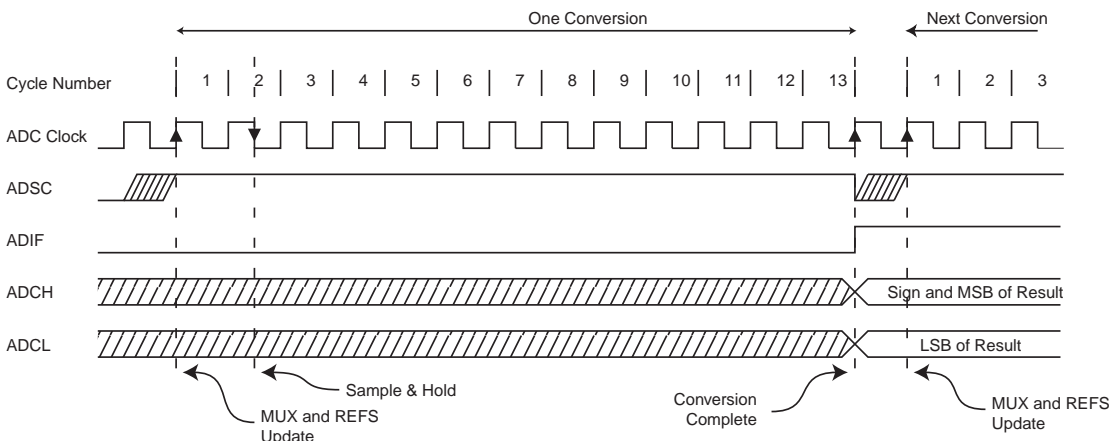 One Conversion
Next Conversion
Cycle Number 1 2 3 4 5 6 7 8 9 10 11 12 13 1 2 3
ADC Clock
ADSC
ADIF
ADCH Sign and MSB of Result
ADCL LSB of Result
Sample & Hold
MUX and REFS
Update
Conversion
Complete
MUX and REFS
Update